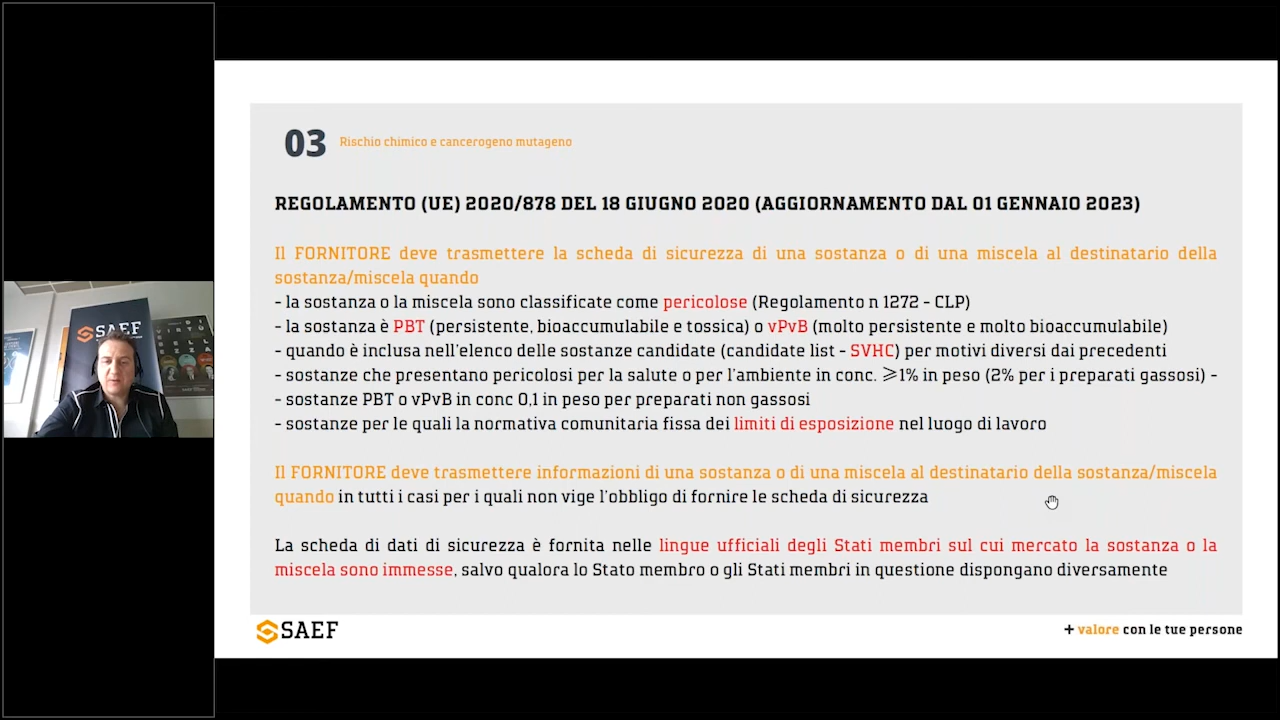 03 Rischio chimico e cancerogeno mutageno
REGOLAMENTO (UE) 2020/878 DEL 18 GIUGNO 2020 (AGGIORNAMENTO DAL 01 GENNAIO 2023)
Il FORNITORE deve trasmettere la scheda di sicurezza di una sostanza o di una miscela al destinatario della
sostanza/miscela quando
- la sostanza o la miscela sono classificate come pericolose (Regolamento n 1272 - CLP)
- la sostanza è PBT (persistente, bioaccumulabile e tossica) o vPvB (molto persistente e molto bioaccumulabile)
- quando è inclusa nell'elenco delle sostanze candidate (candidate list - SVHC) per motivi diversi dai precedenti
- sostanze che presentano pericolosi per la salute o per l'ambiente in conc. ⩾1% in peso (2% per i preparati gassosi) -
- sostanze PBT o vPvB in conc 0,1 in peso per preparati non gassosi
- sostanze per le quali la normativa comunitaria fissa dei limiti di esposizione nel luogo di lavoro
Il FORNITORE deve trasmettere informazioni di una sostanza o di una miscela al destinatario della sostanza/miscela
quando in tutti i casi per i quali non vige l'obbligo di fornire le scheda di sicurezza
La scheda di dati di sicurezza è fornita nelle lingue ufficiali degli Stati membri sul cui mercato la sostanza o la
miscela sono immesse, salvo qualora lo Stato membro o gli Stati membri in questione dispongano diversamente
SAEF
+ valore con le tue persone
SAEF